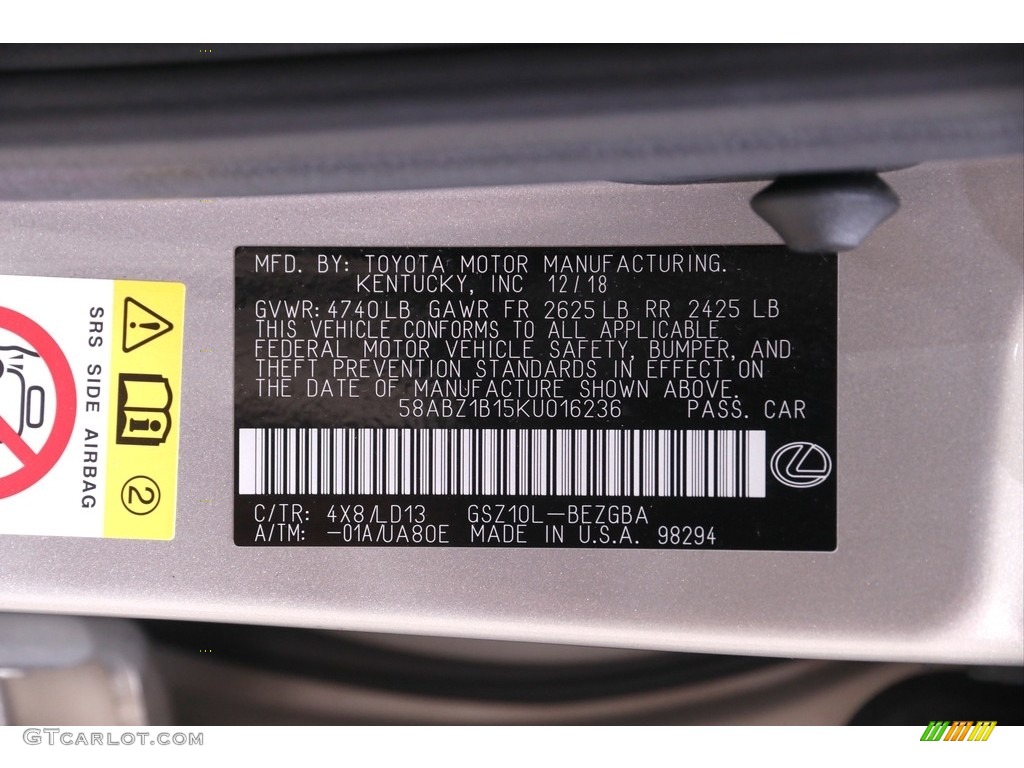 MFD. BY: TOYOTA MOTOR MANUFACTURING.
KENTUCKY, INC 12/18
GVWR: 4740LB GAWR FR 2625LB RR 2425 LB
THIS VEHICLE CONFORMS TO ALL APPLICABLE
FEDERAL MOTOR VEHICLE SAFETY, BUMPER, AND
THEFT PREVENTION STANDARDS IN EFFECT ON
THE DATE OF MANUFACTURE SHOWN ABOVE.
58ABZ1B15KU016236 PASS. CAR
C/TR: 4X8/LD13 GSZ10L-BEZGBA
A/TM: -01A/UA80E MADE IN U.S.A. 98294
SRS SIDE AIRBAG
2
GTCarlot.com